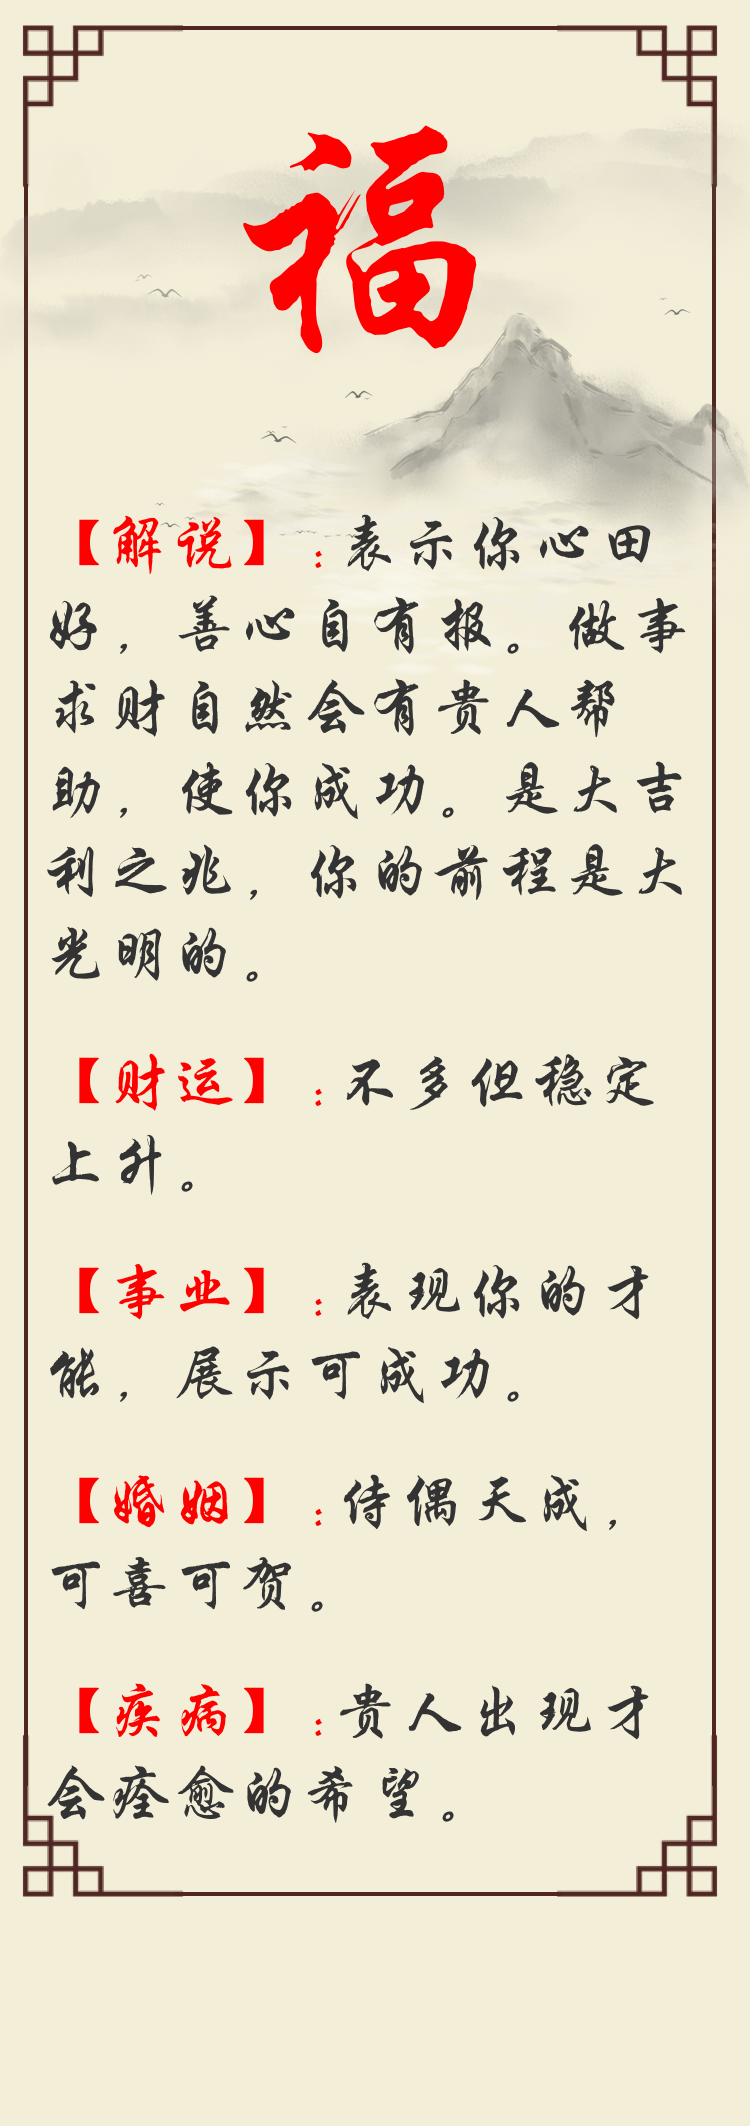 福
【解说】:表示你心田
好,善心自有报。做事
求财自然会有贵人帮
助,使你成功。是大吉
利之兆,你的前程是大
光明的。
【财运】:不多但稳定
上升。
【事业】:表现你的才
能,展示可成功。
【婚姻】:侍偶天成,
可喜可贺。
【疾病】:贵人出现才
会痊愈的希望。